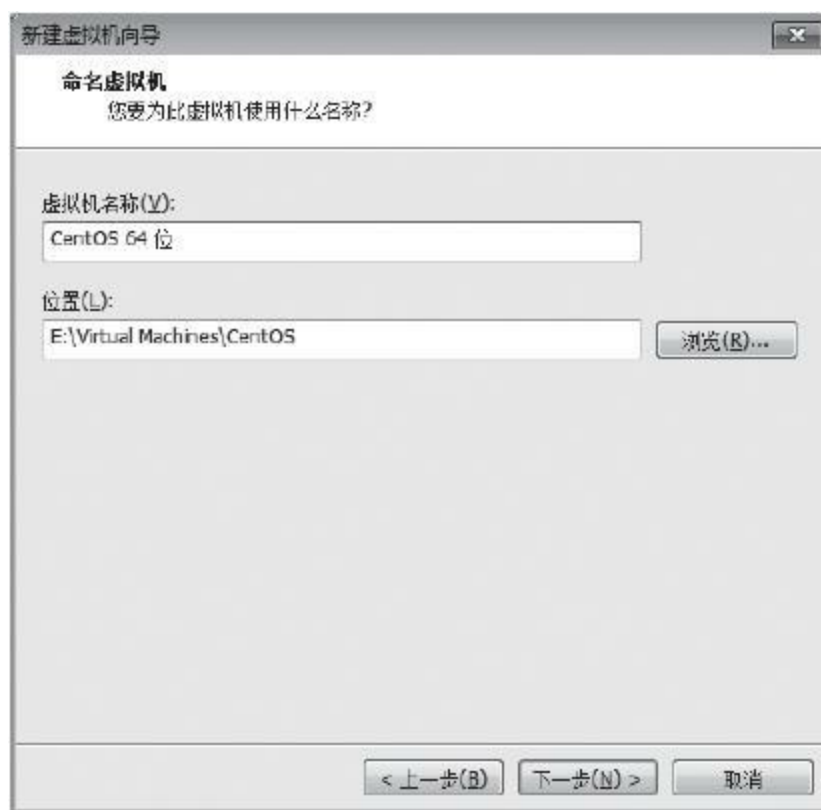 新建虚拟机向导
命名虚拟机
您要为此虚拟机使用什么名称?
虚拟机名称(V):
CentOS 64 位
位置(L):
E:\Virtual Machines\CentOS
浏览(R)...
< 上一步(B)
下一步(N) >
取消